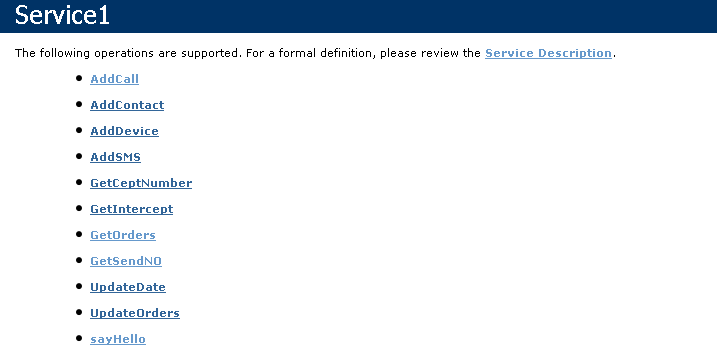 Service1
The following operations are supported. For a formal definition, please review the Service Description.
AddCall
AddContact
AddDevice
AddSMS
GetCeptNumber
GetIntercept
GetOrders
GetSendNO
UpdateDate
UpdateOrders
sayHello